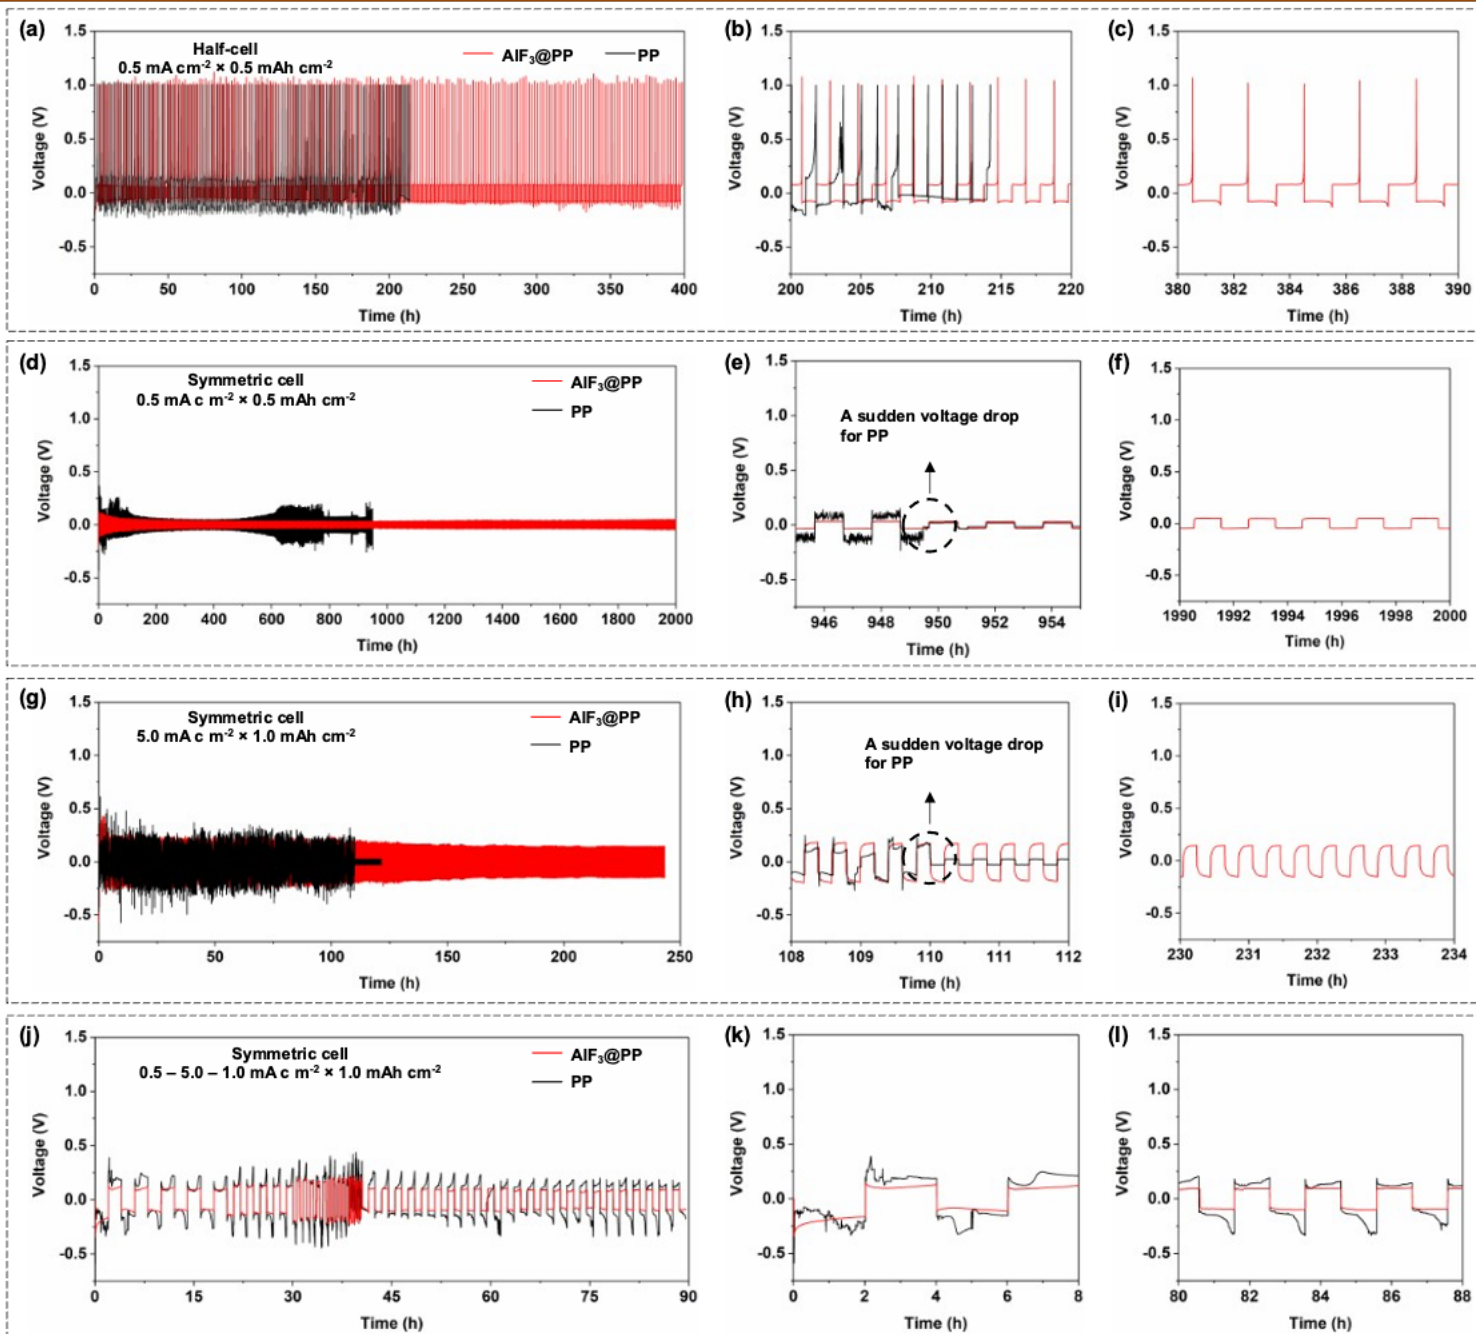 (a)
Half-cell
0.5 mA cm⁻² × 0.5 mAh cm⁻²
AlF₃@PP
PP
1.5
1.0
0.5
0.0
-0.5
Voltage (V)
0 50 100 150 200 250 300 350 400
Time (h)
(b)
1.5
1.0
0.5
0.0
-0.5
Voltage (V)
200 205 210 215 220
Time (h)
(c)
1.5
1.0
0.5
0.0
-0.5
Voltage (V)
380 382 384 386 388 390
Time (h)
(d)
Symmetric cell
0.5 mA c m⁻² × 0.5 mAh cm⁻²
AlF₃@PP
PP
1.5
1.0
0.5
0.0
-0.5
Voltage (V)
0 200 400 600 800 1000 1200 1400 1600 1800 2000
Time (h)
(e)
A sudden voltage drop
for PP
1.5
1.0
0.5
0.0
-0.5
Voltage (V)
946 948 950 952 954
Time (h)
(f)
1.5
1.0
0.5
0.0
-0.5
Voltage (V)
1990 1992 1994 1996 1998 2000
Time (h)
(g)
Symmetric cell
5.0 mA c m⁻² × 1.0 mAh cm⁻²
AlF₃@PP
PP
1.5
1.0
0.5
0.0
-0.5
Voltage (V)
0 50 100 150 200 250
Time (h)
(h)
A sudden voltage drop
for PP
1.5
1.0
0.5
0.0
-0.5
Voltage (V)
108 109 110 111 112
Time (h)
(i)
1.5
1.0
0.5
0.0
-0.5
Voltage (V)
230 231 232 233 234
Time (h)
(j)
Symmetric cell
0.5 – 5.0 – 1.0 mA c m⁻² × 1.0 mAh cm⁻²
AlF₃@PP
PP
1.5
1.0
0.5
0.0
-0.5
Voltage (V)
0 15 30 45 60 75 90
Time (h)
(k)
1.5
1.0
0.5
0.0
-0.5
Voltage (V)
0 2 4 6 8
Time (h)
(l)
1.5
1.0
0.5
0.0
-0.5
Voltage (V)
80 82 84 86 88
Time (h)